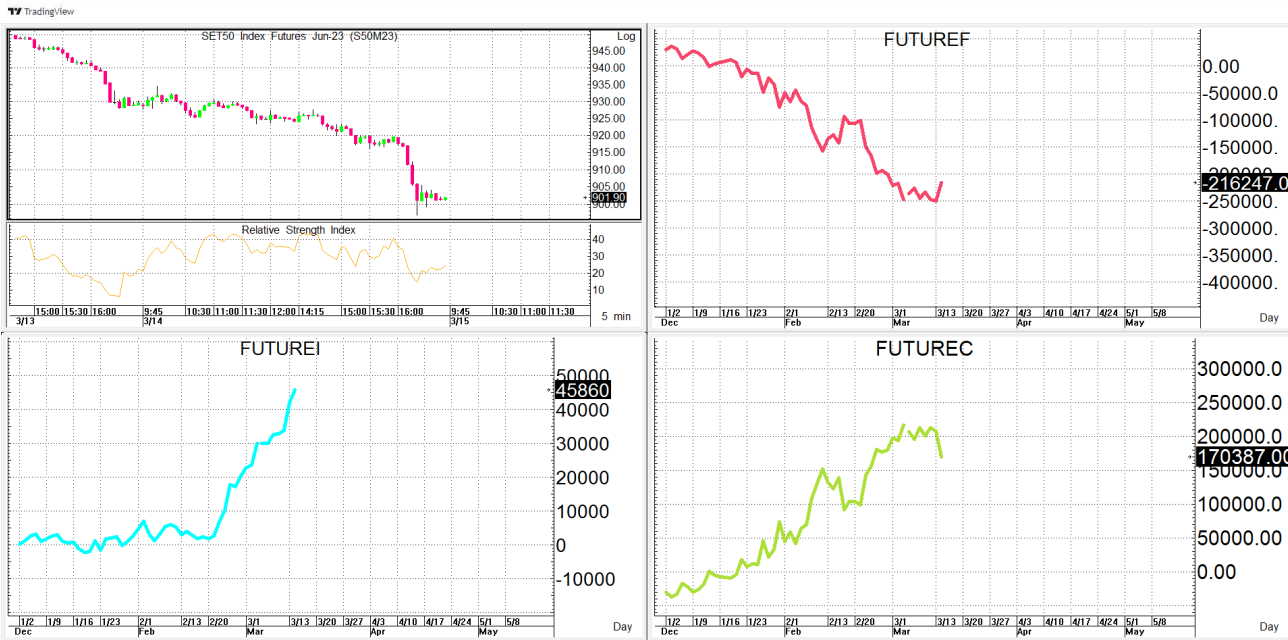 TradingView
SET50 Index Futures Jun-23 (S50M23)
Log
945.00
940.00
935.00
930.00
925.00
920.00
915.00
910.00
905.00
901.90
900.00
Relative Strength Index
40
30
20
10
15:00 15:30 16:00 9:45 10:30 11:00 11:30 12:00 14:15 15:00 15:30 16:00 9:45 10:30 11:00 11:30
3/13 3/14 3/15
5 min
FUTUREF
0.00
-50000.0
-100000.
-150000.
-200000.
-216247.0
-250000.
-300000.
-350000.
-400000.
1/2 1/9 1/16 1/23 2/1 2/13 2/20 3/1 3/13 3/20 3/27 4/3 4/10 4/17 4/24 5/1 5/8
Dec Feb Mar Apr May
Day
FUTUREI
50000
45860
40000
30000
20000
10000
0
-10000
1/2 1/9 1/16 1/23 2/1 2/13 2/20 3/1 3/13 3/20 3/27 4/3 4/10 4/17 4/24 5/1 5/8
Dec Feb Mar Apr May
Day
FUTUREC
300000.0
250000.0
200000.0
170387.00
150000.0
100000.0
50000.00
0.00
1/2 1/9 1/16 1/23 2/1 2/13 2/20 3/1 3/13 3/20 3/27 4/3 4/10 4/17 4/24 5/1 5/8
Dec Feb Mar Apr May
Day